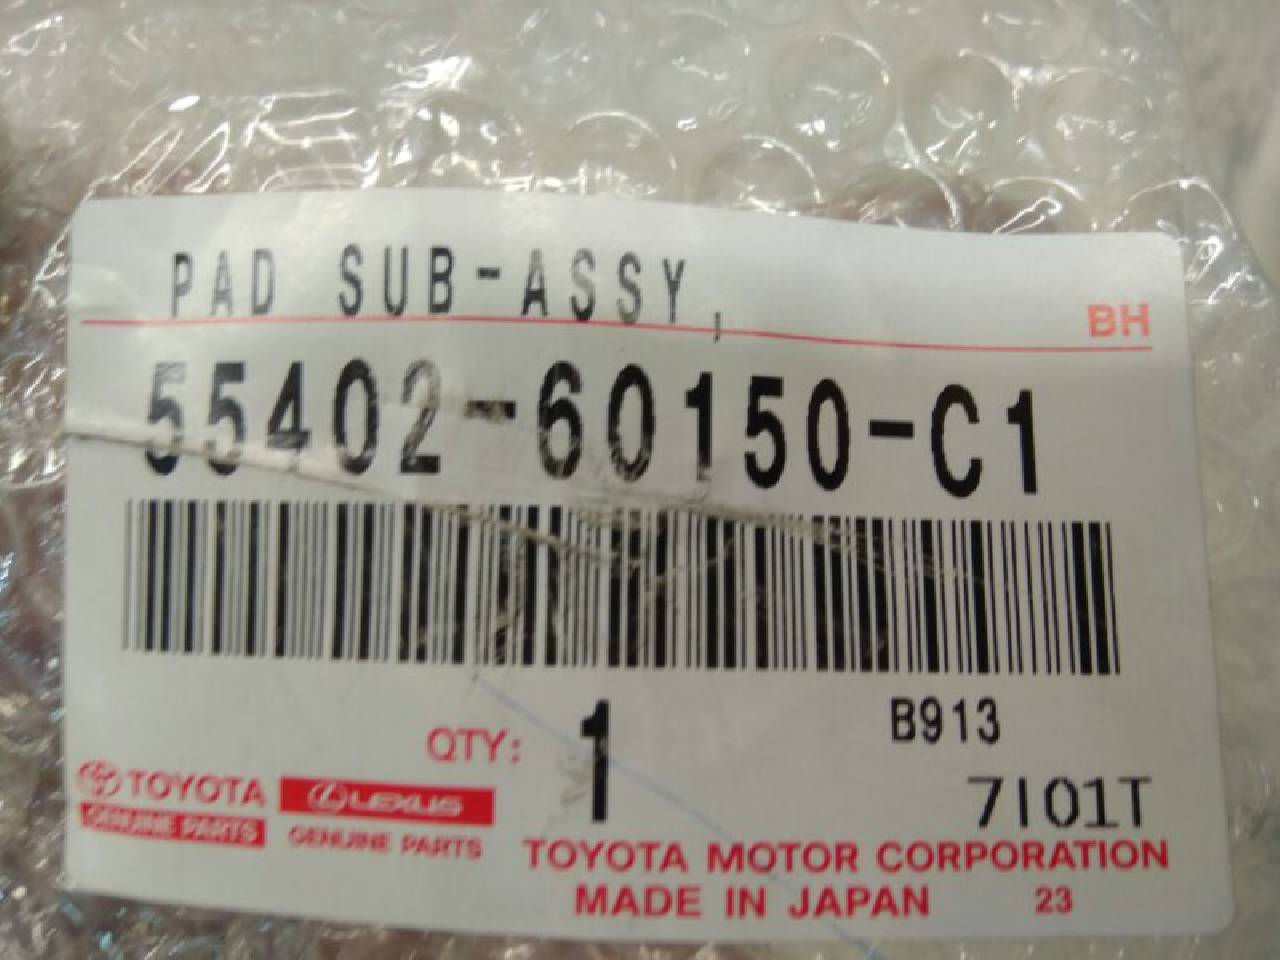 PAD SUB-ASSY,
BH
55402-60150-C1
QTY: 1
B913
7I01T
TOYOTA
GENUINE PARTS
LEXUS
GENUINE PARTS
TOYOTA MOTOR CORPORATION
MADE IN JAPAN 23